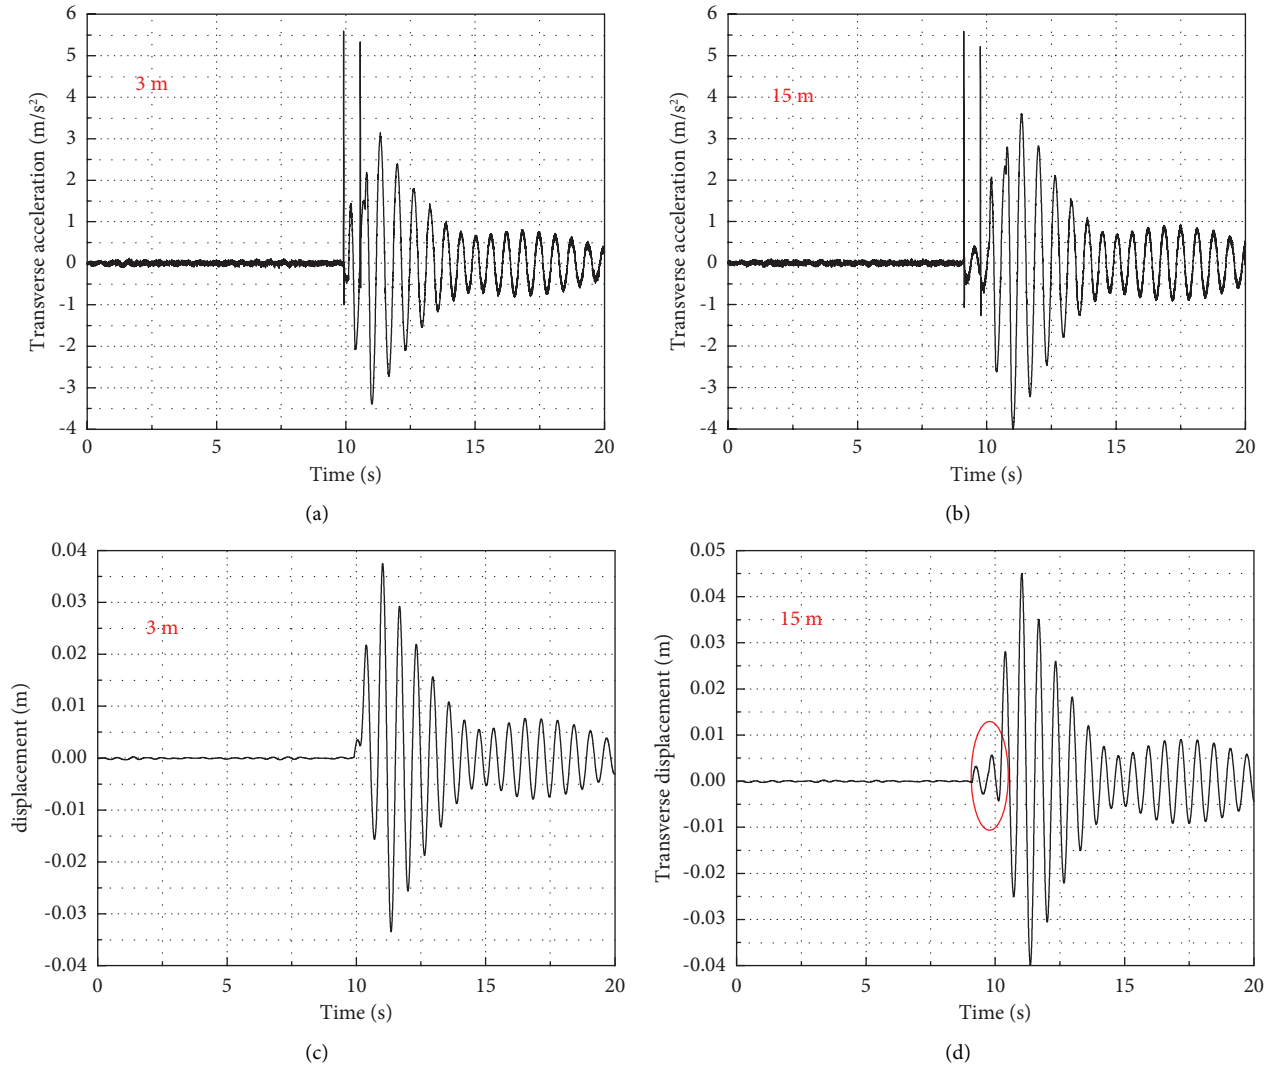 6
5
4
3
2
1
0
-1
-2
-3
-4
Transverse acceleration (m/s²)
3 m
0 5 10 15 20
Time (s)
(a)
6
5
4
3
2
1
0
-1
-2
-3
-4
Transverse acceleration (m/s²)
15 m
0 5 10 15 20
Time (s)
(b)
0.04
0.03
0.02
0.01
0.00
-0.01
-0.02
-0.03
-0.04
displacement (m)
3 m
0 5 10 15 20
Time (s)
(c)
0.05
0.04
0.03
0.02
0.01
0.00
-0.01
-0.02
-0.03
-0.04
Transverse displacement (m)
15 m
0 5 10 15 20
Time (s)
(d)